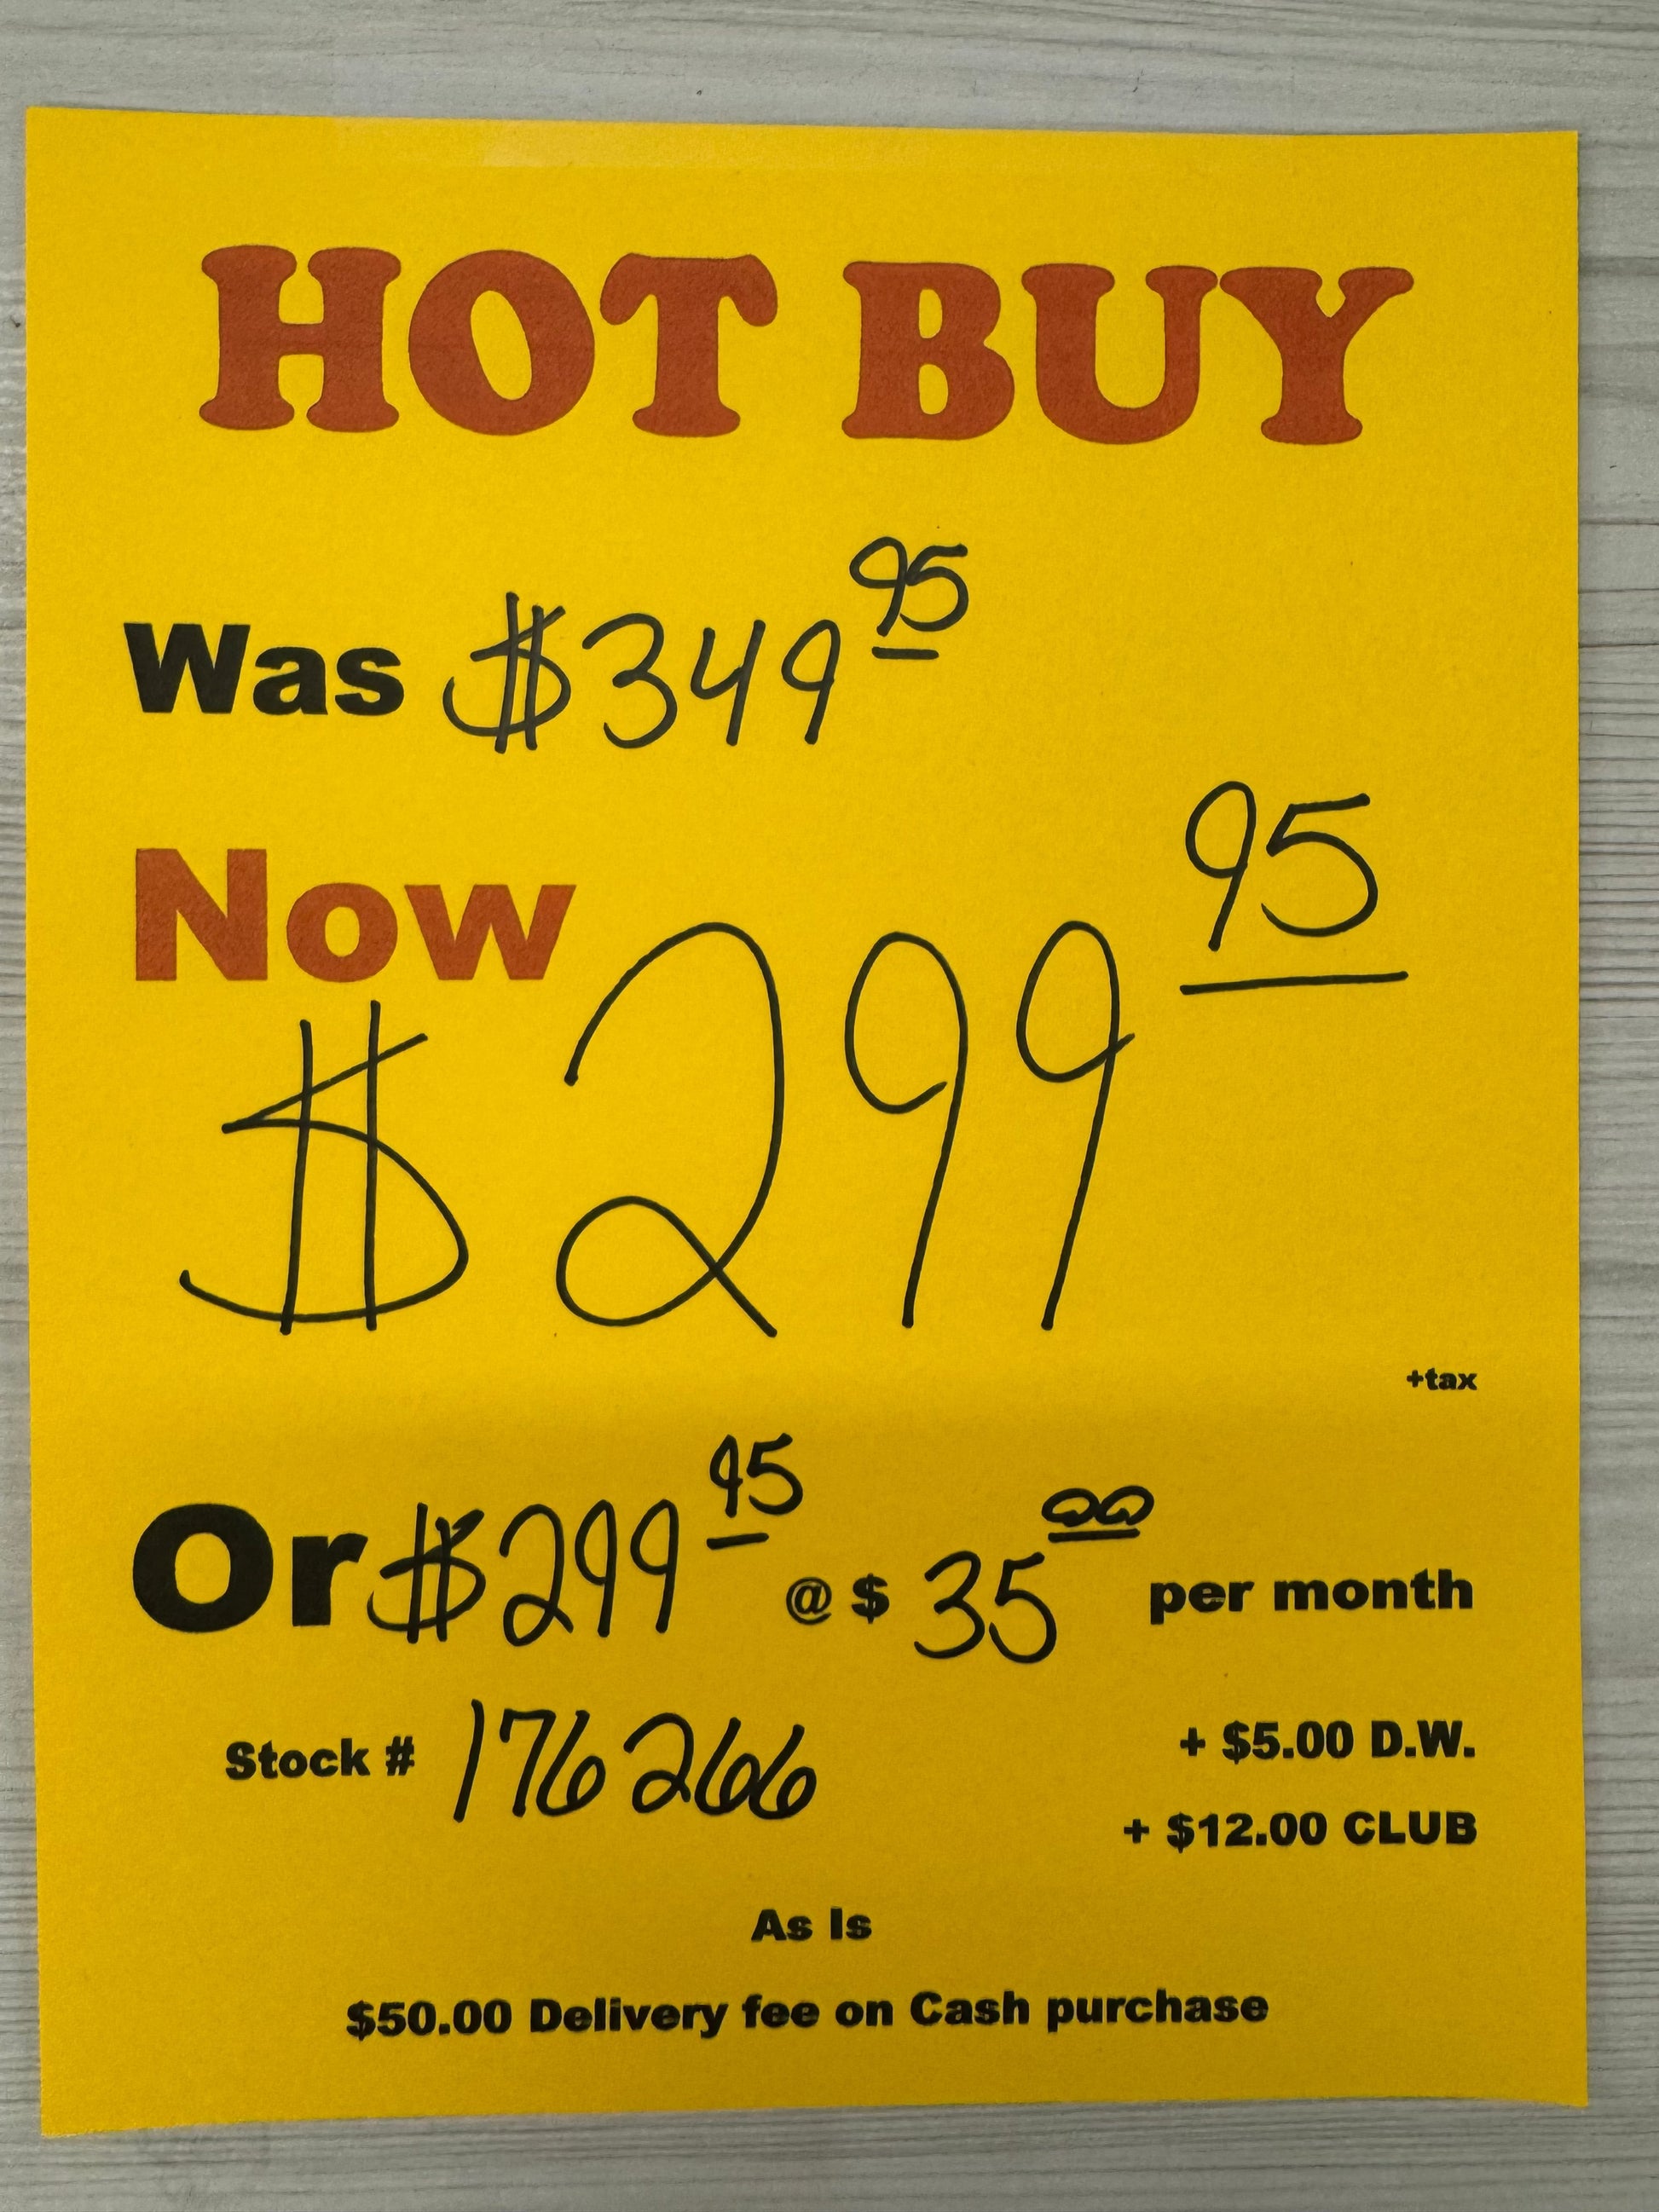 HOT BUY
Was $349 95
Now
$299 95
+tax
Or $299 95 @ $ 35 00 per month
Stock # 176266
+ $5.00 D.W.
+ $12.00 CLUB
As Is
$50.00 Delivery fee on Cash purchase